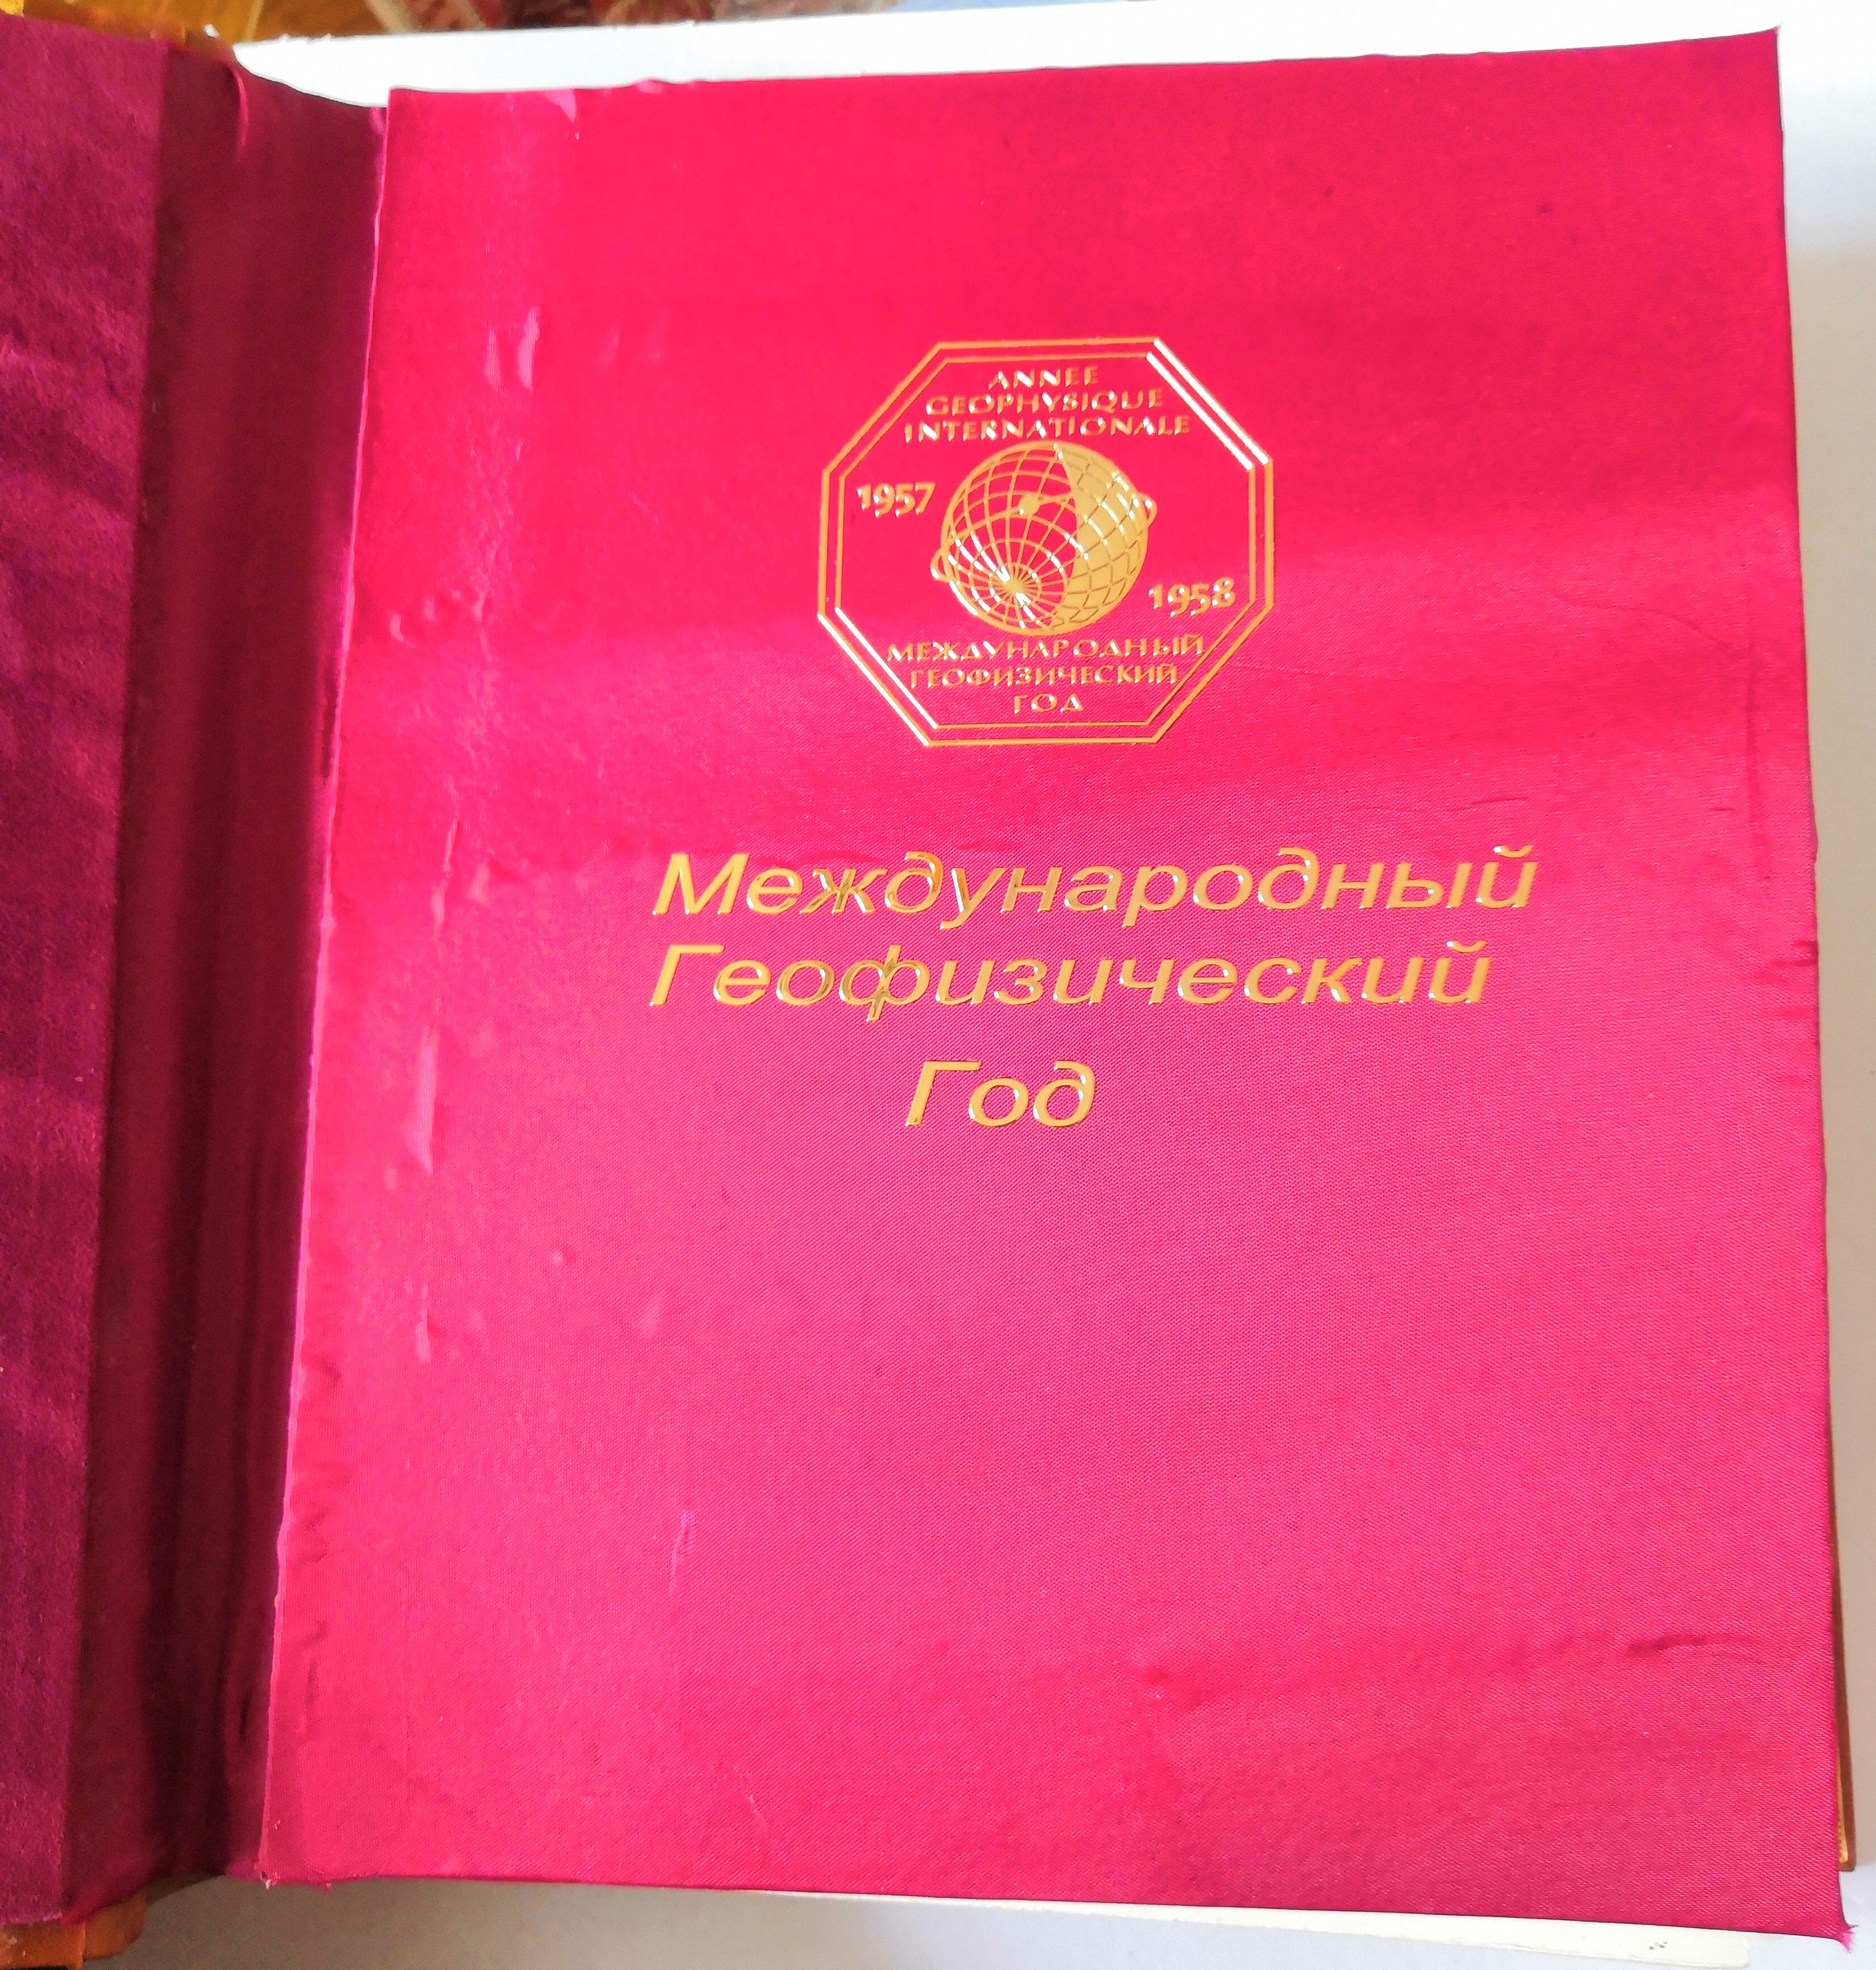 ANNEE
GEOPHYSIQUE
INTERNATIONALE
1957
1958
МЕЖДУНАРОДНЫЙ
ГЕОФИЗИЧЕСКИЙ
ГОД
Международный
Геофизический
Год